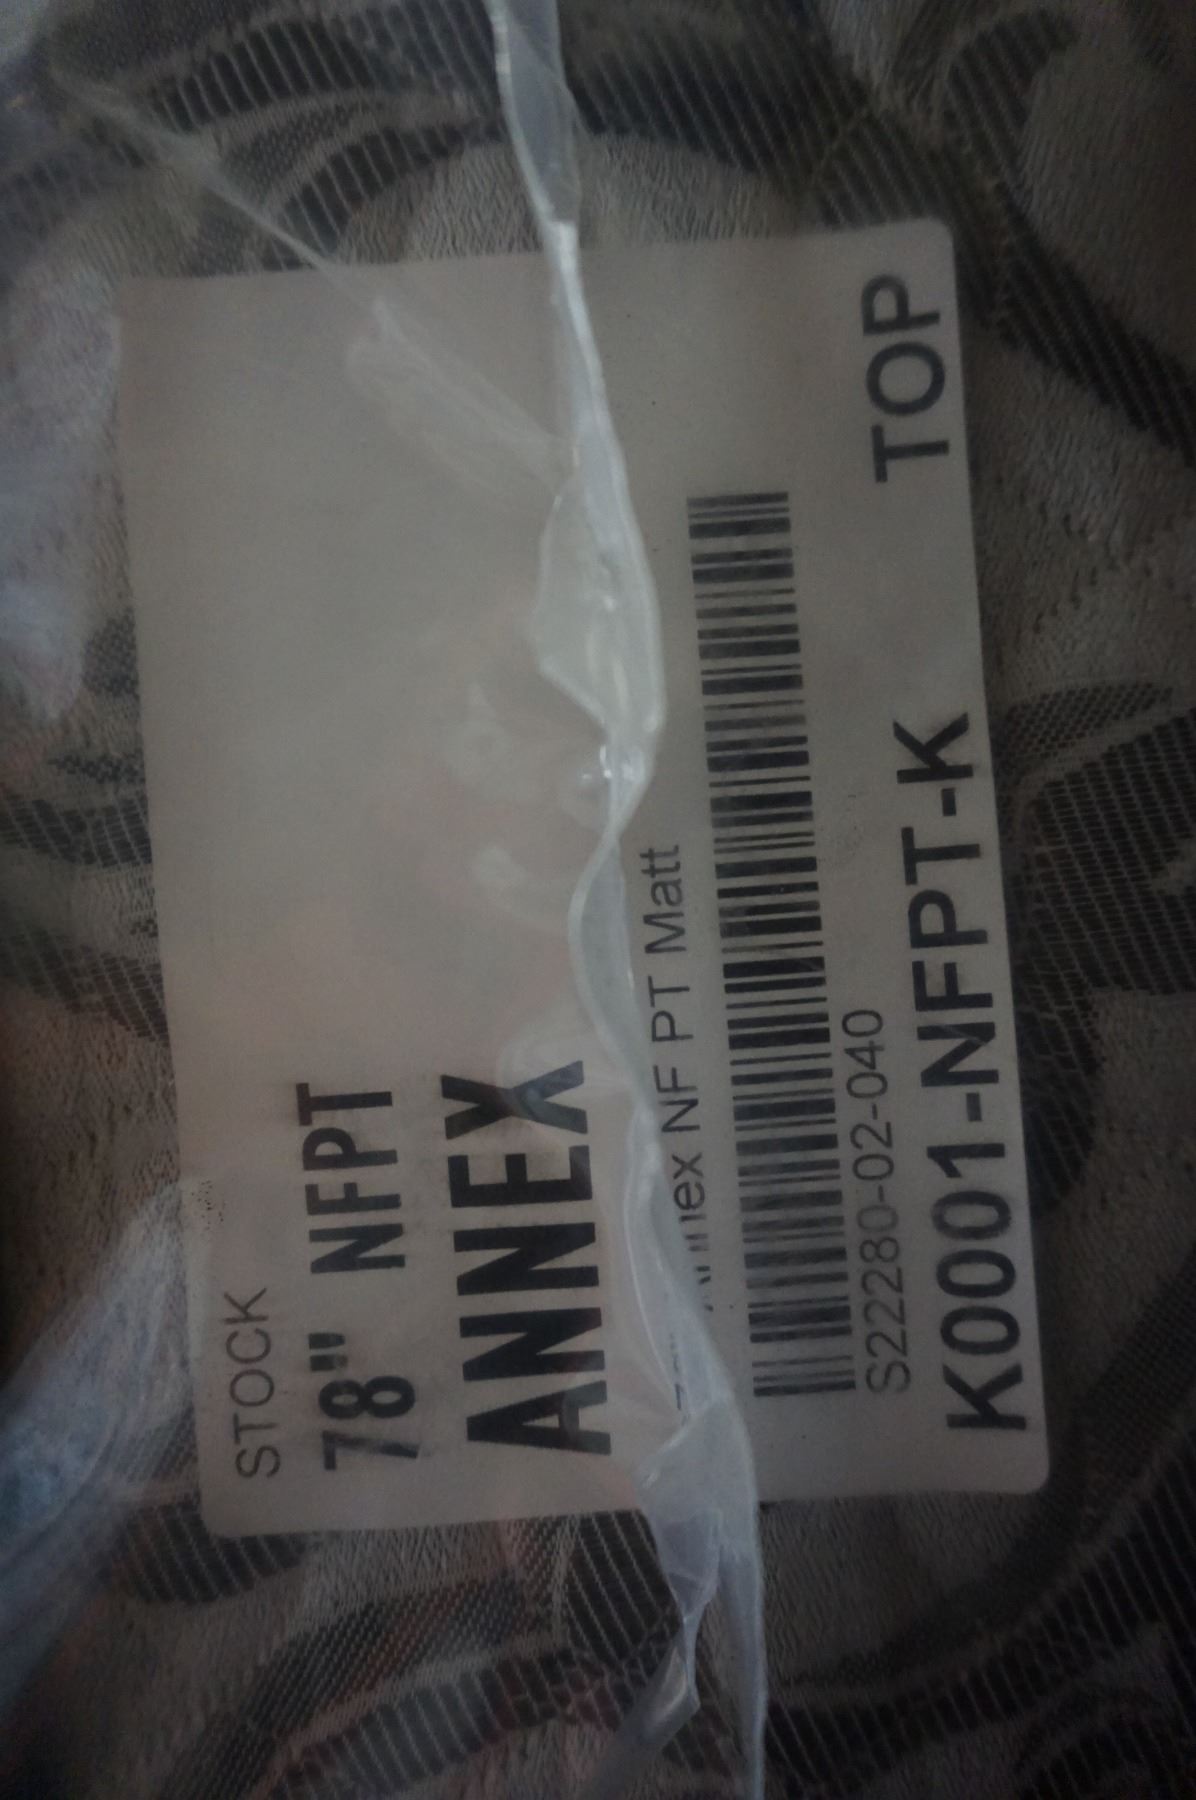 STOCK
78" NFPT
ANNEX
NF PT Matt
S22280-02-040
K0001-NFPT-K
TOP